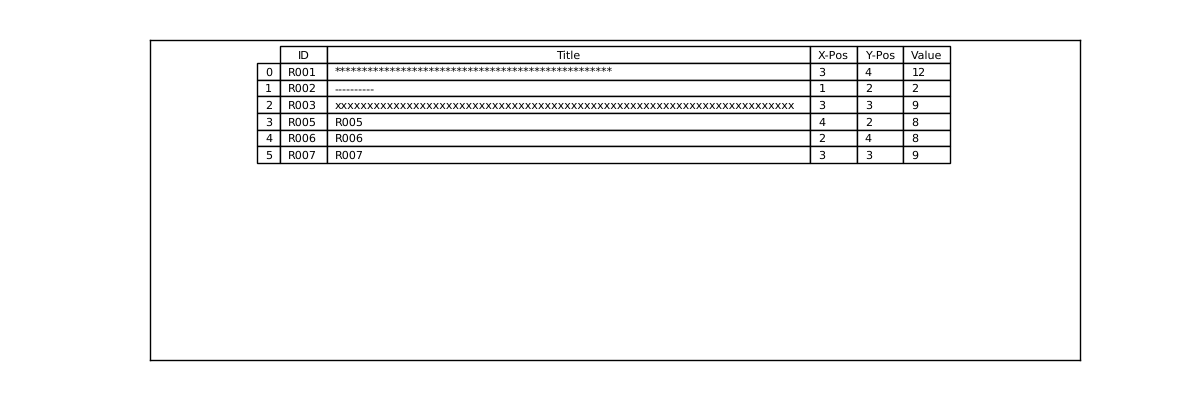 ID Title X-Pos Y-Pos Value
0 R001 ************************************************** 3 4 12
1 R002 ---------- 1 2 2
2 R003 xxxxxxxxxxxxxxxxxxxxxxxxxxxxxxxxxxxxxxxxxxxxxxxxxxxxxxxxxxxxxxxxxxxxxx 3 3 9
3 R005 R005 4 2 8
4 R006 R006 2 4 8
5 R007 R007 3 3 9